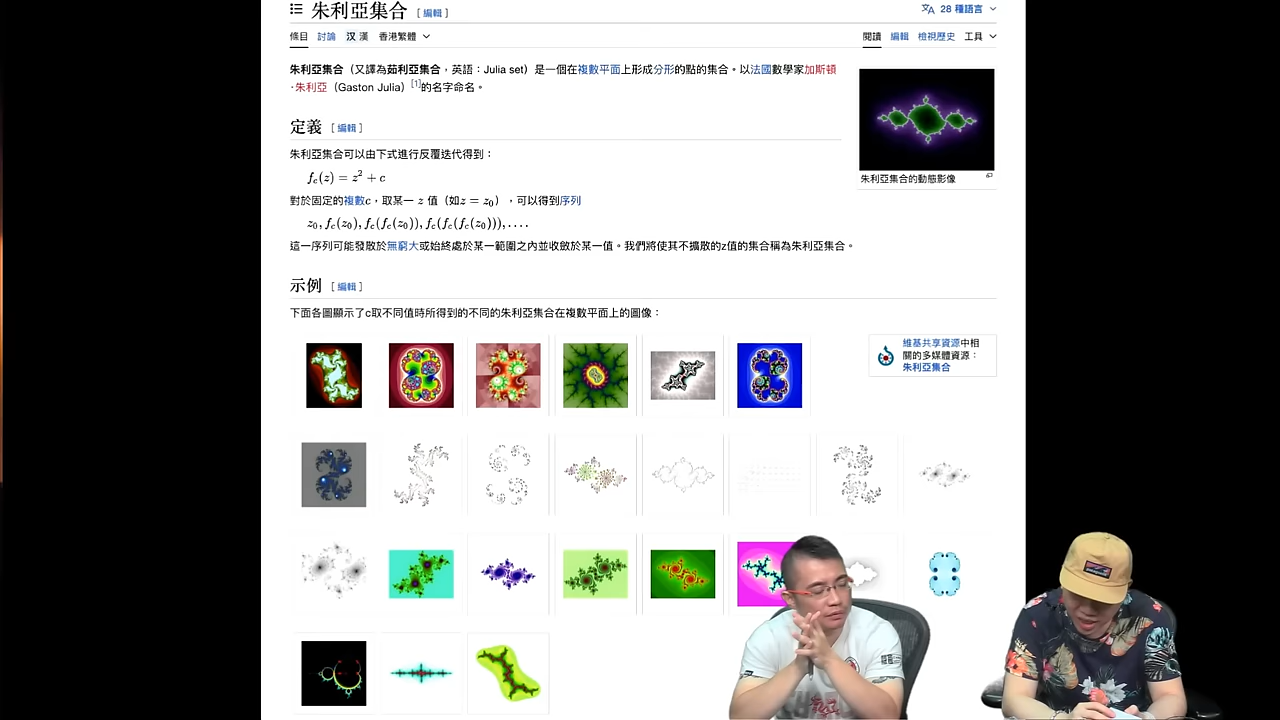 朱利亞集合 [編輯]
文A 28 種語言
條目 討論 汉 漢 香港繁體
閱讀 編輯 檢視歷史 工具
朱利亞集合（又譯為茹利亞集合，英語：Julia set）是一個在複數平面上形成分形的點的集合。以法國數學家加斯頓
·朱利亞（Gaston Julia）[1]的名字命名。
朱利亞集合的動態影像
定義 [編輯]
朱利亞集合可以由下式進行反覆迭代得到：
f_c(z) = z² + c
對於固定的複數c，取某一 z 值（如z = z₀），可以得到序列
z₀, f_c(z₀), f_c(f_c(z₀)), f_c(f_c(f_c(z₀))), ....
這一序列可能發散於無窮大或始終處於某一範圍之內並收斂於某一值。我們將使其不擴散的z值的集合稱為朱利亞集合。
示例 [編輯]
下面各圖顯示了c取不同值時所得到的不同的朱利亞集合在複數平面上的圖像：
維基共享資源中相
關的多媒體資源：
朱利亞集合